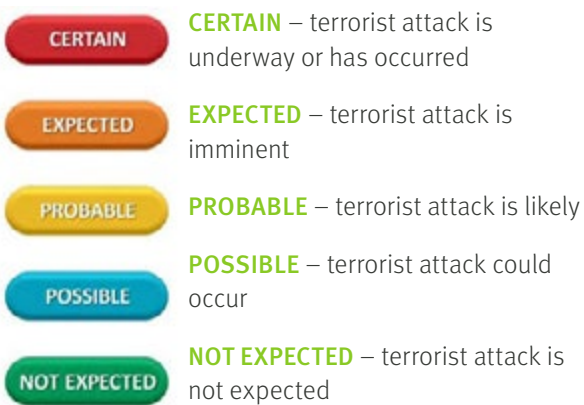 CERTAIN
CERTAIN – terrorist attack is
underway or has occurred
EXPECTED
EXPECTED – terrorist attack is
imminent
PROBABLE
PROBABLE – terrorist attack is likely
POSSIBLE
POSSIBLE – terrorist attack could
occur
NOT EXPECTED
NOT EXPECTED – terrorist attack is
not expected